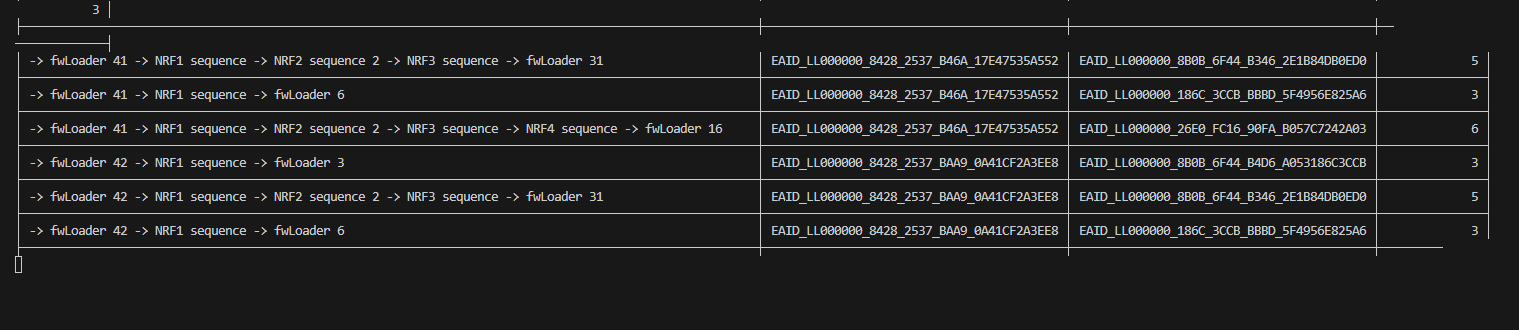 3
-> fwLoader 41 -> NRF1 sequence -> NRF2 sequence 2 -> NRF3 sequence -> fwLoader 31 EAID_LL000000_8428_2537_B46A_17E47535A552 EAID_LL000000_8B0B_6F44_B346_2E1B84DB0ED0 5
-> fwLoader 41 -> NRF1 sequence -> fwLoader 6 EAID_LL000000_8428_2537_B46A_17E47535A552 EAID_LL000000_186C_3CCB_BBBD_5F4956E825A6 3
-> fwLoader 41 -> NRF1 sequence -> NRF2 sequence 2 -> NRF3 sequence -> NRF4 sequence -> fwLoader 16 EAID_LL000000_8428_2537_B46A_17E47535A552 EAID_LL000000_26E0_FC16_90FA_B057C7242A03 6
-> fwLoader 42 -> NRF1 sequence -> fwLoader 3 EAID_LL000000_8428_2537_BAA9_0A41CF2A3EE8 EAID_LL000000_8B0B_6F44_B4D6_A053186C3CCB 3
-> fwLoader 42 -> NRF1 sequence -> NRF2 sequence 2 -> NRF3 sequence -> fwLoader 31 EAID_LL000000_8428_2537_BAA9_0A41CF2A3EE8 EAID_LL000000_8B0B_6F44_B346_2E1B84DB0ED0 5
-> fwLoader 42 -> NRF1 sequence -> fwLoader 6 EAID_LL000000_8428_2537_BAA9_0A41CF2A3EE8 EAID_LL000000_186C_3CCB_BBBD_5F4956E825A6 3